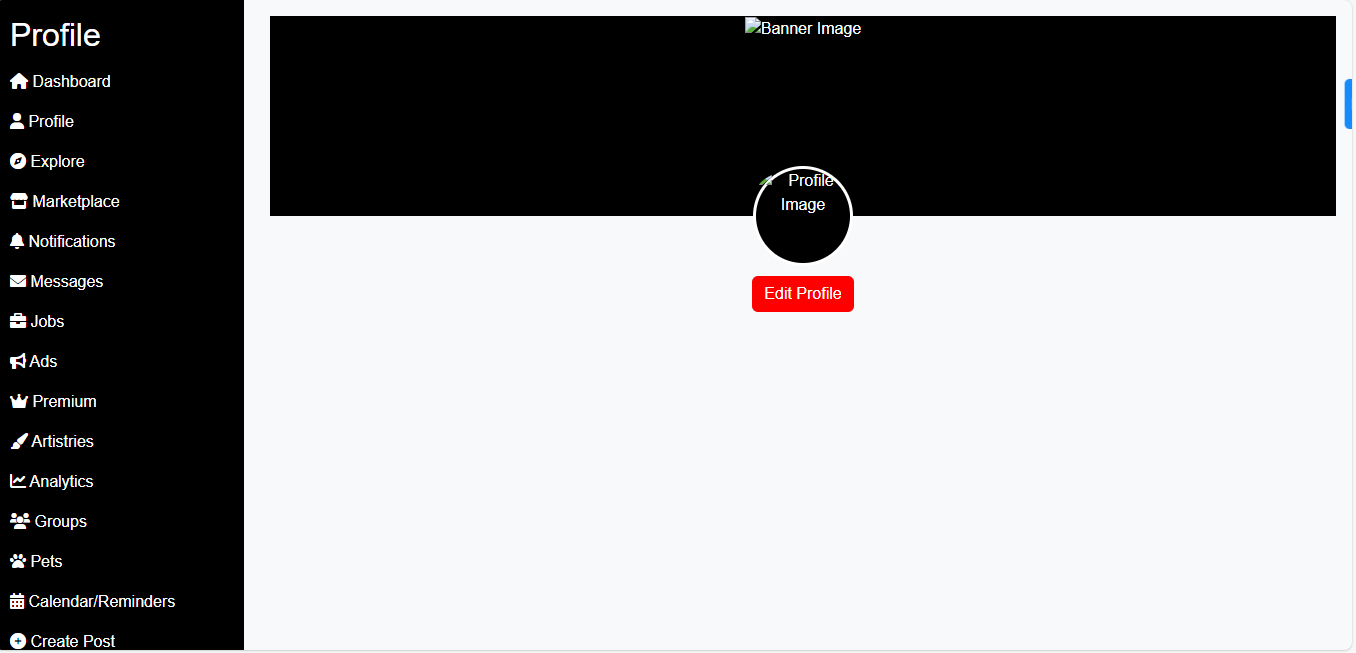 Profile
Dashboard
Profile
Explore
Marketplace
Notifications
Messages
Jobs
Ads
Premium
Artistries
Analytics
Groups
Pets
Calendar/Reminders
Create Post
Banner Image
Profile
Image
Edit Profile